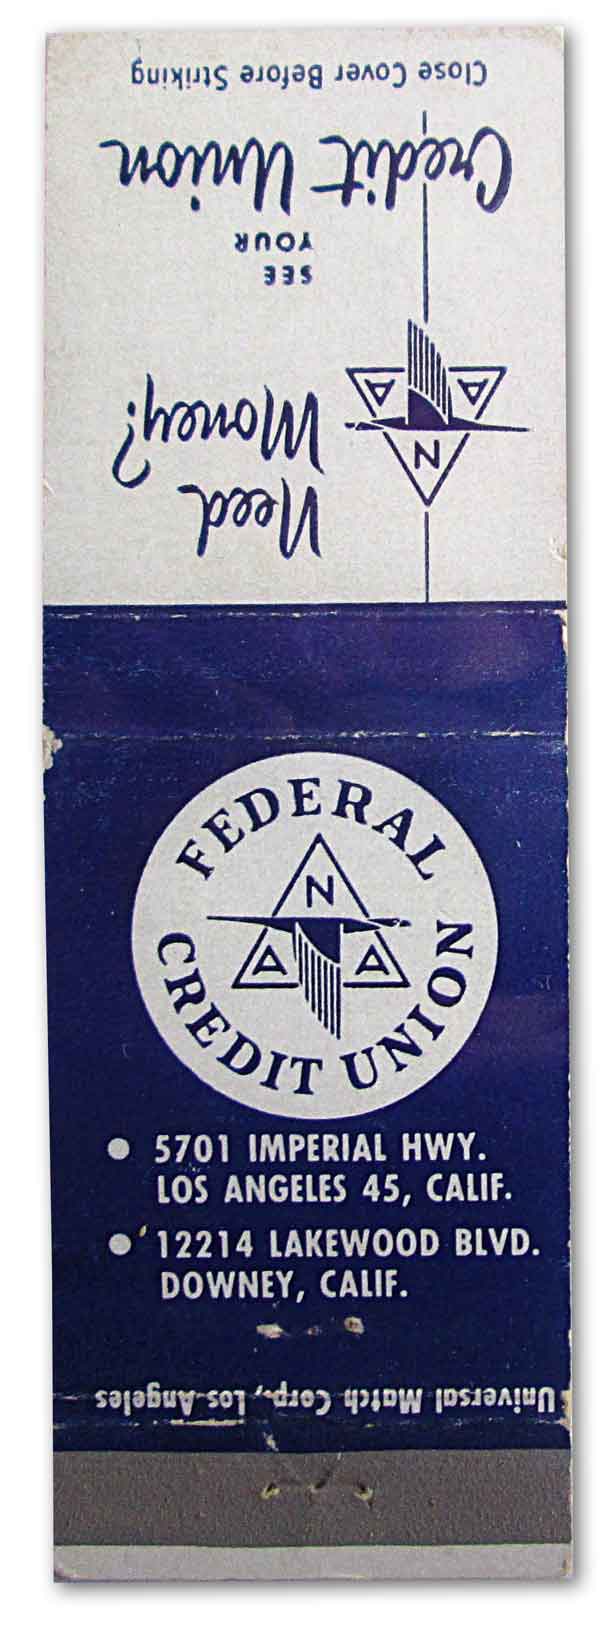 Close Cover Before Striking
Credit Union
YOUR
SEE
Need
Money?
N
A A
FEDERAL
N
A A
CREDIT UNION
• 5701 IMPERIAL HWY.
LOS ANGELES 45, CALIF.
• 12214 LAKEWOOD BLVD.
DOWNEY, CALIF.
Universal Match Corp., Los Angeles